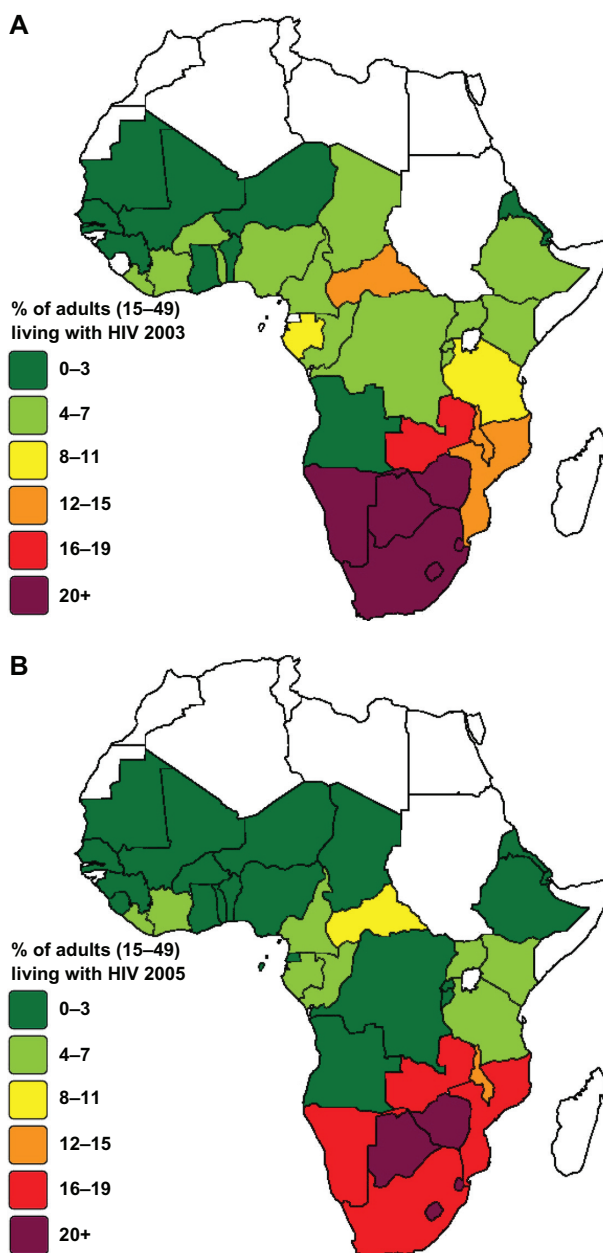 A
% of adults (15–49)
living with HIV 2003
0–3
4–7
8–11
12–15
16–19
20+
B
% of adults (15–49)
living with HIV 2005
0–3
4–7
8–11
12–15
16–19
20+